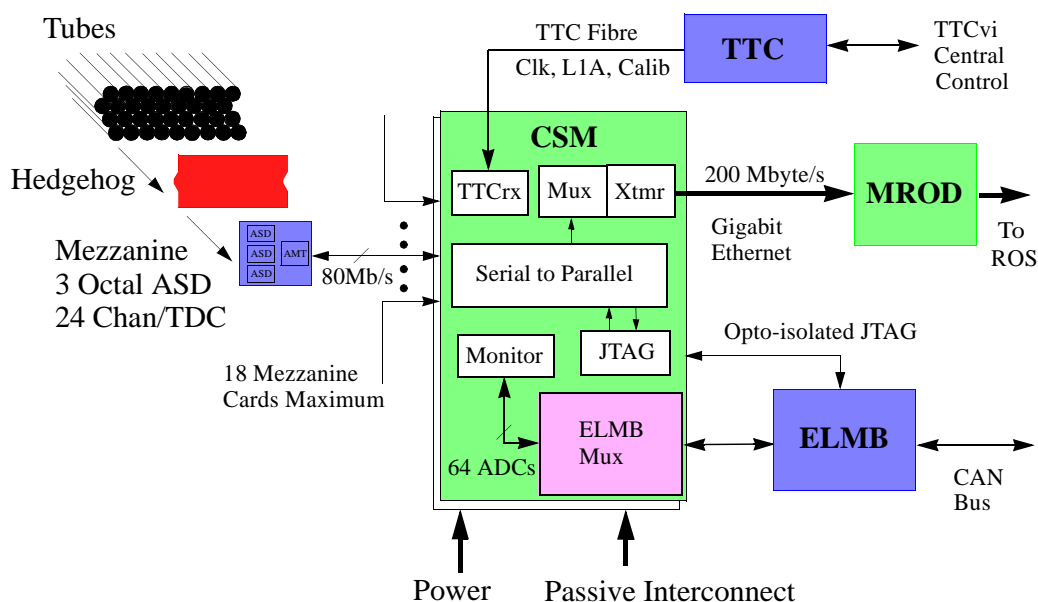 Tubes
TTC Fibre
Clk, L1A, Calib
TTC
TTCvi
Central
Control
CSM
Hedgehog
TTCrx
Mux
Xtmr
200 Mbyte/s
MROD
Gigabit
Ethernet
To
ROS
Mezzanine
3 Octal ASD
24 Chan/TDC
ASD
ASD
ASD
AMT
80Mb/s
Serial to Parallel
Opto-isolated JTAG
Monitor
JTAG
18 Mezzanine
Cards Maximum
64 ADCs
ELMB
Mux
ELMB
CAN
Bus
Power
Passive Interconnect